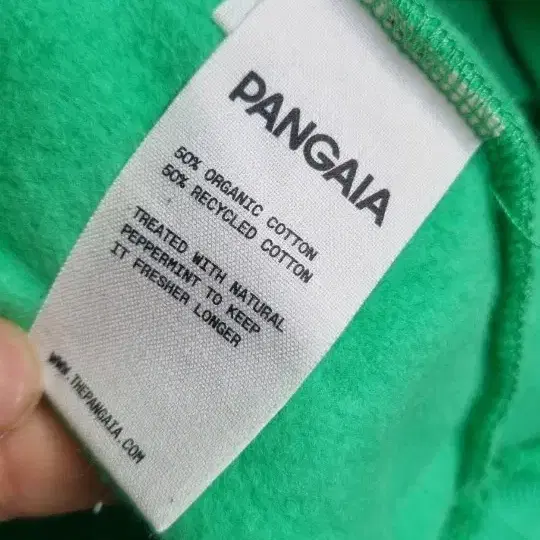 PANGAIA
50% ORGANIC COTTON
50% RECYCLED COTTON
TREATED WITH NATURAL
PEPPERMINT TO KEEP
IT FRESHER LONGER
WWW.THEPANGAIA.COM